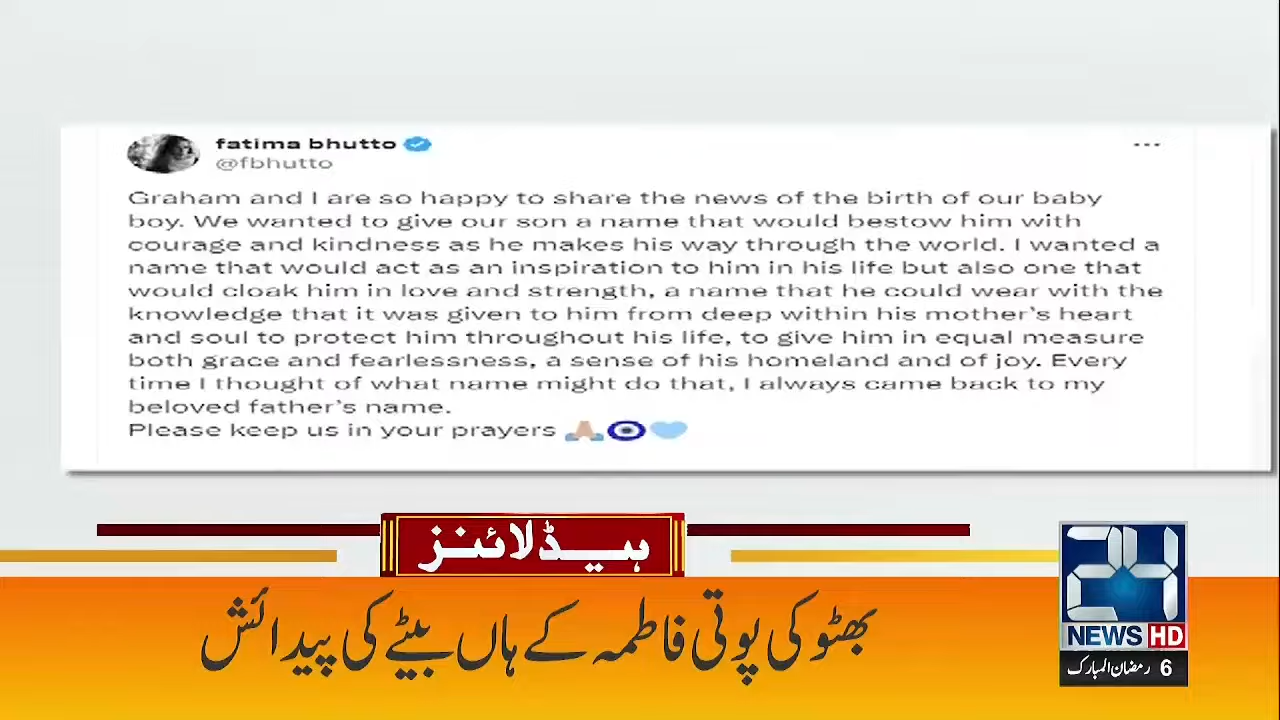 fatima bhutto
@fbhutto
Graham and I are so happy to share the news of the birth of our baby
boy. We wanted to give our son a name that would bestow him with
courage and kindness as he makes his way through the world. I wanted a
name that would act as an inspiration to him in his life but also one that
would cloak him in love and strength, a name that he could wear with the
knowledge that it was given to him from deep within his mother's heart
and soul to protect him throughout his life, to give him in equal measure
both grace and fearlessness, a sense of his homeland and of joy. Every
time I thought of what name might do that, I always came back to my
beloved father's name.
Please keep us in your prayers 🙏🏼🧿🩵
ہیڈلائنز
بھٹو کی پوتی فاطمہ کے ہاں بیٹے کی پیدائش
24
NEWS HD
6 رمضان المبارک